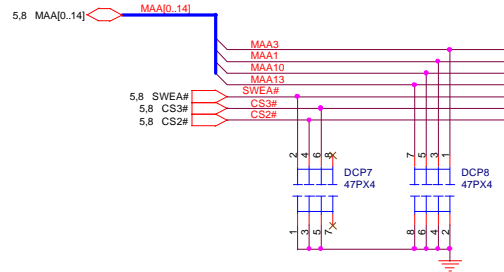 5,8 MAA[0..14] MAA[0..14]
MAA3
MAA1
MAA10
MAA13
5,8 SWEA# SWEA#
5,8 CS3# CS3#
5,8 CS2# CS2#
2 4 6 8 7 5 3 1
DCP7 DCP8
47PX4 47PX4
1 3 5 7 8 6 4 2